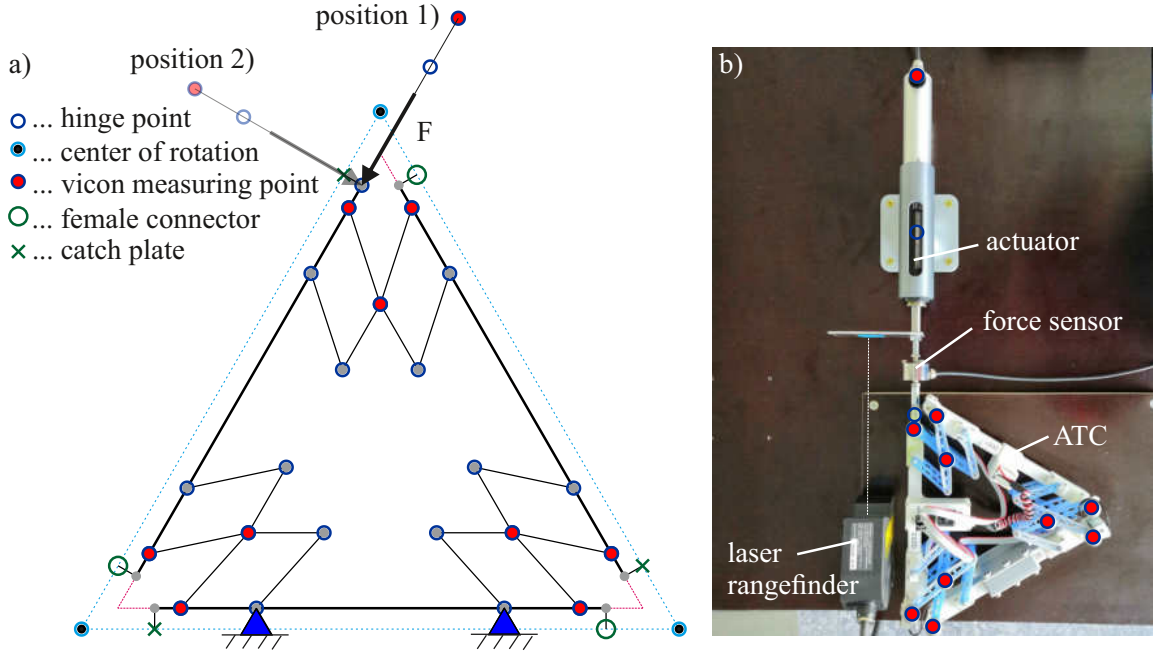 a)
position 1)
position 2)
F
... hinge point
... center of rotation
... vicon measuring point
... female connector
... catch plate
b)
actuator
force sensor
ATC
laser
rangefinder